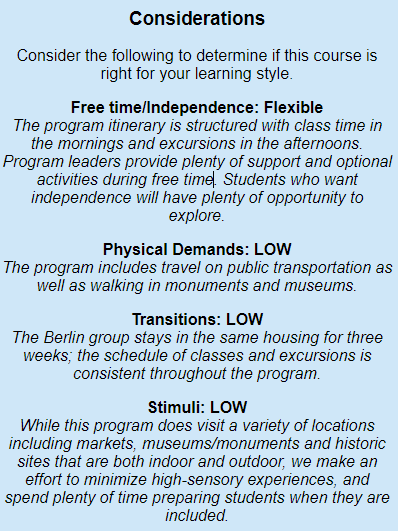 Considerations
Consider the following to determine if this course is
right for your learning style.
Free time/Independence: Flexible
The program itinerary is structured with class time in
the mornings and excursions in the afternoons.
Program leaders provide plenty of support and optional
activities during free time. Students who want
independence will have plenty of opportunity to
explore.
Physical Demands: LOW
The program includes travel on public transportation as
well as walking in monuments and museums.
Transitions: LOW
The Berlin group stays in the same housing for three
weeks; the schedule of classes and excursions is
consistent throughout the program.
Stimuli: LOW
While this program does visit a variety of locations
including markets, museums/monuments and historic
sites that are both indoor and outdoor, we make an
effort to minimize high-sensory experiences, and
spend plenty of time preparing students when they are
included.